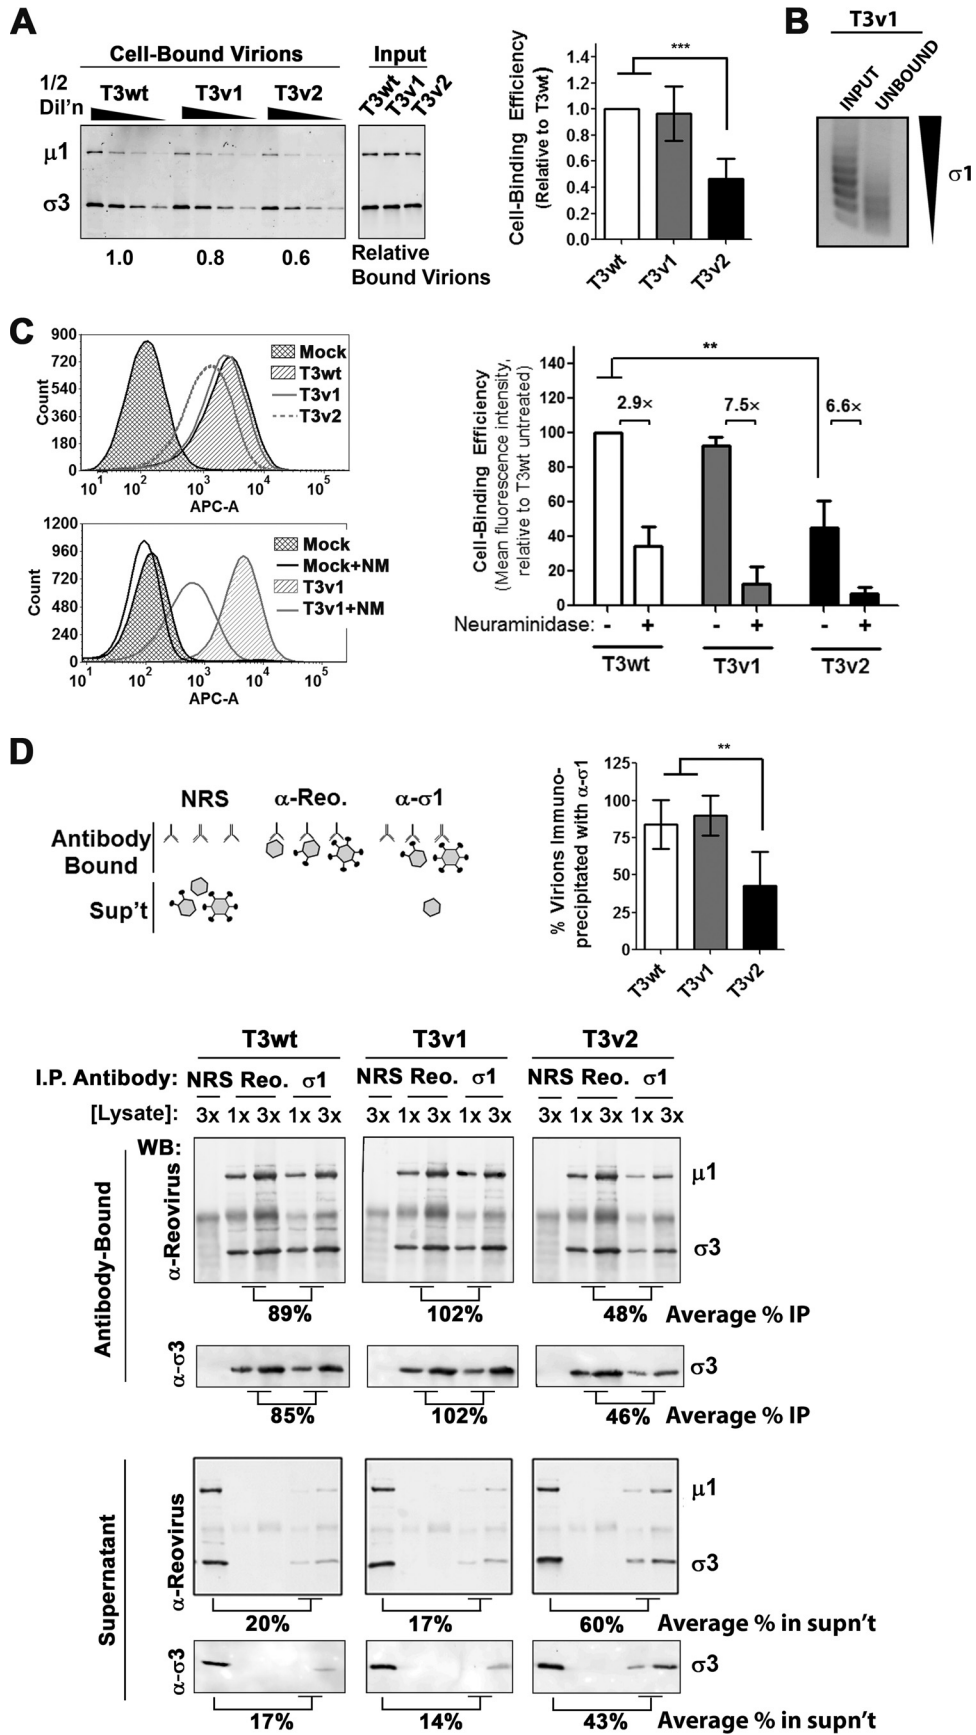 A
Cell-Bound Virions
Input
1/2
Dil'n
T3wt
T3v1
T3v2
T3wt
T3v1
T3v2
μ1
σ3
1.0
0.8
0.6
Relative
Bound Virions
Cell-Binding Efficiency
(Relative to T3wt)
1.4
1.2
1.0
0.8
0.6
0.4
0.2
0.0
***
T3wt
T3v1
T3v2
B
T3v1
INPUT
UNBOUND
σ1
C
Count
900
720
540
360
180
0
Mock
T3wt
T3v1
T3v2
10¹ 10² 10³ 10⁴ 10⁵
APC-A
Count
1200
960
720
480
240
0
Mock
Mock+NM
T3v1
T3v1+NM
10¹ 10² 10³ 10⁴ 10⁵
APC-A
Cell-Binding Efficiency
(Mean fluorescence intensity,
relative to T3wt untreated)
140
120
100
80
60
40
20
0
**
2.9×
7.5×
6.6×
Neuraminidase: - + - + - +
T3wt
T3v1
T3v2
D
NRS
α-Reo.
α-σ1
Antibody
Bound
Sup't
% Virions Immuno-
precipitated with α-σ1
125
100
75
50
25
0
**
T3wt
T3v1
T3v2
T3wt
T3v1
T3v2
I.P. Antibody: NRS Reo. σ1 NRS Reo. σ1 NRS Reo. σ1
[Lysate]: 3x 1x 3x 1x 3x 3x 1x 3x 1x 3x 3x 1x 3x 1x 3x
WB:
Antibody-Bound
α-Reovirus
μ1
σ3
89%
102%
48%
Average % IP
α-σ3
σ3
85%
102%
46%
Average % IP
Supernatant
α-Reovirus
μ1
σ3
20%
17%
60%
Average % in supn't
α-σ3
σ3
17%
14%
43%
Average % in supn't